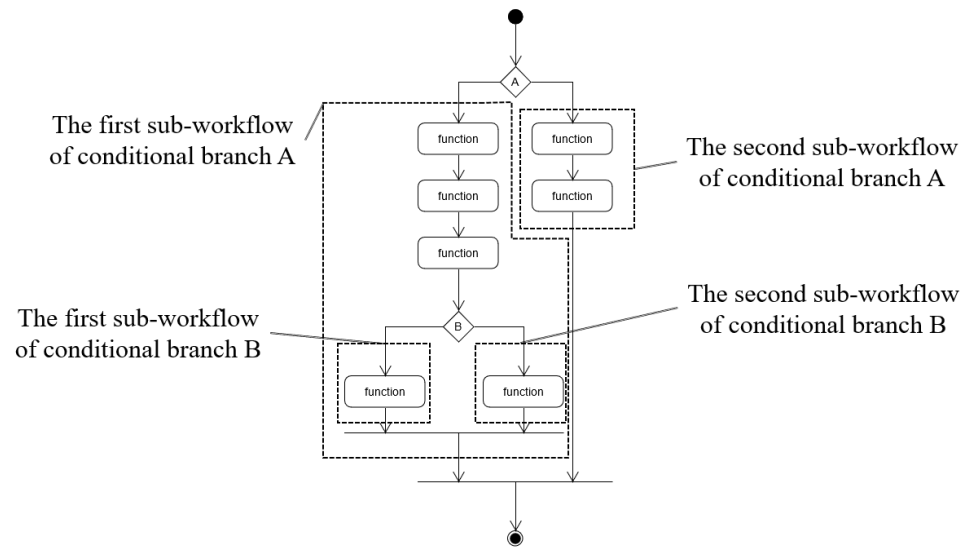 A
The first sub-workflow
of conditional branch A
function
function
The second sub-workflow
of conditional branch A
function
function
function
The first sub-workflow
of conditional branch B
B
The second sub-workflow
of conditional branch B
function
function